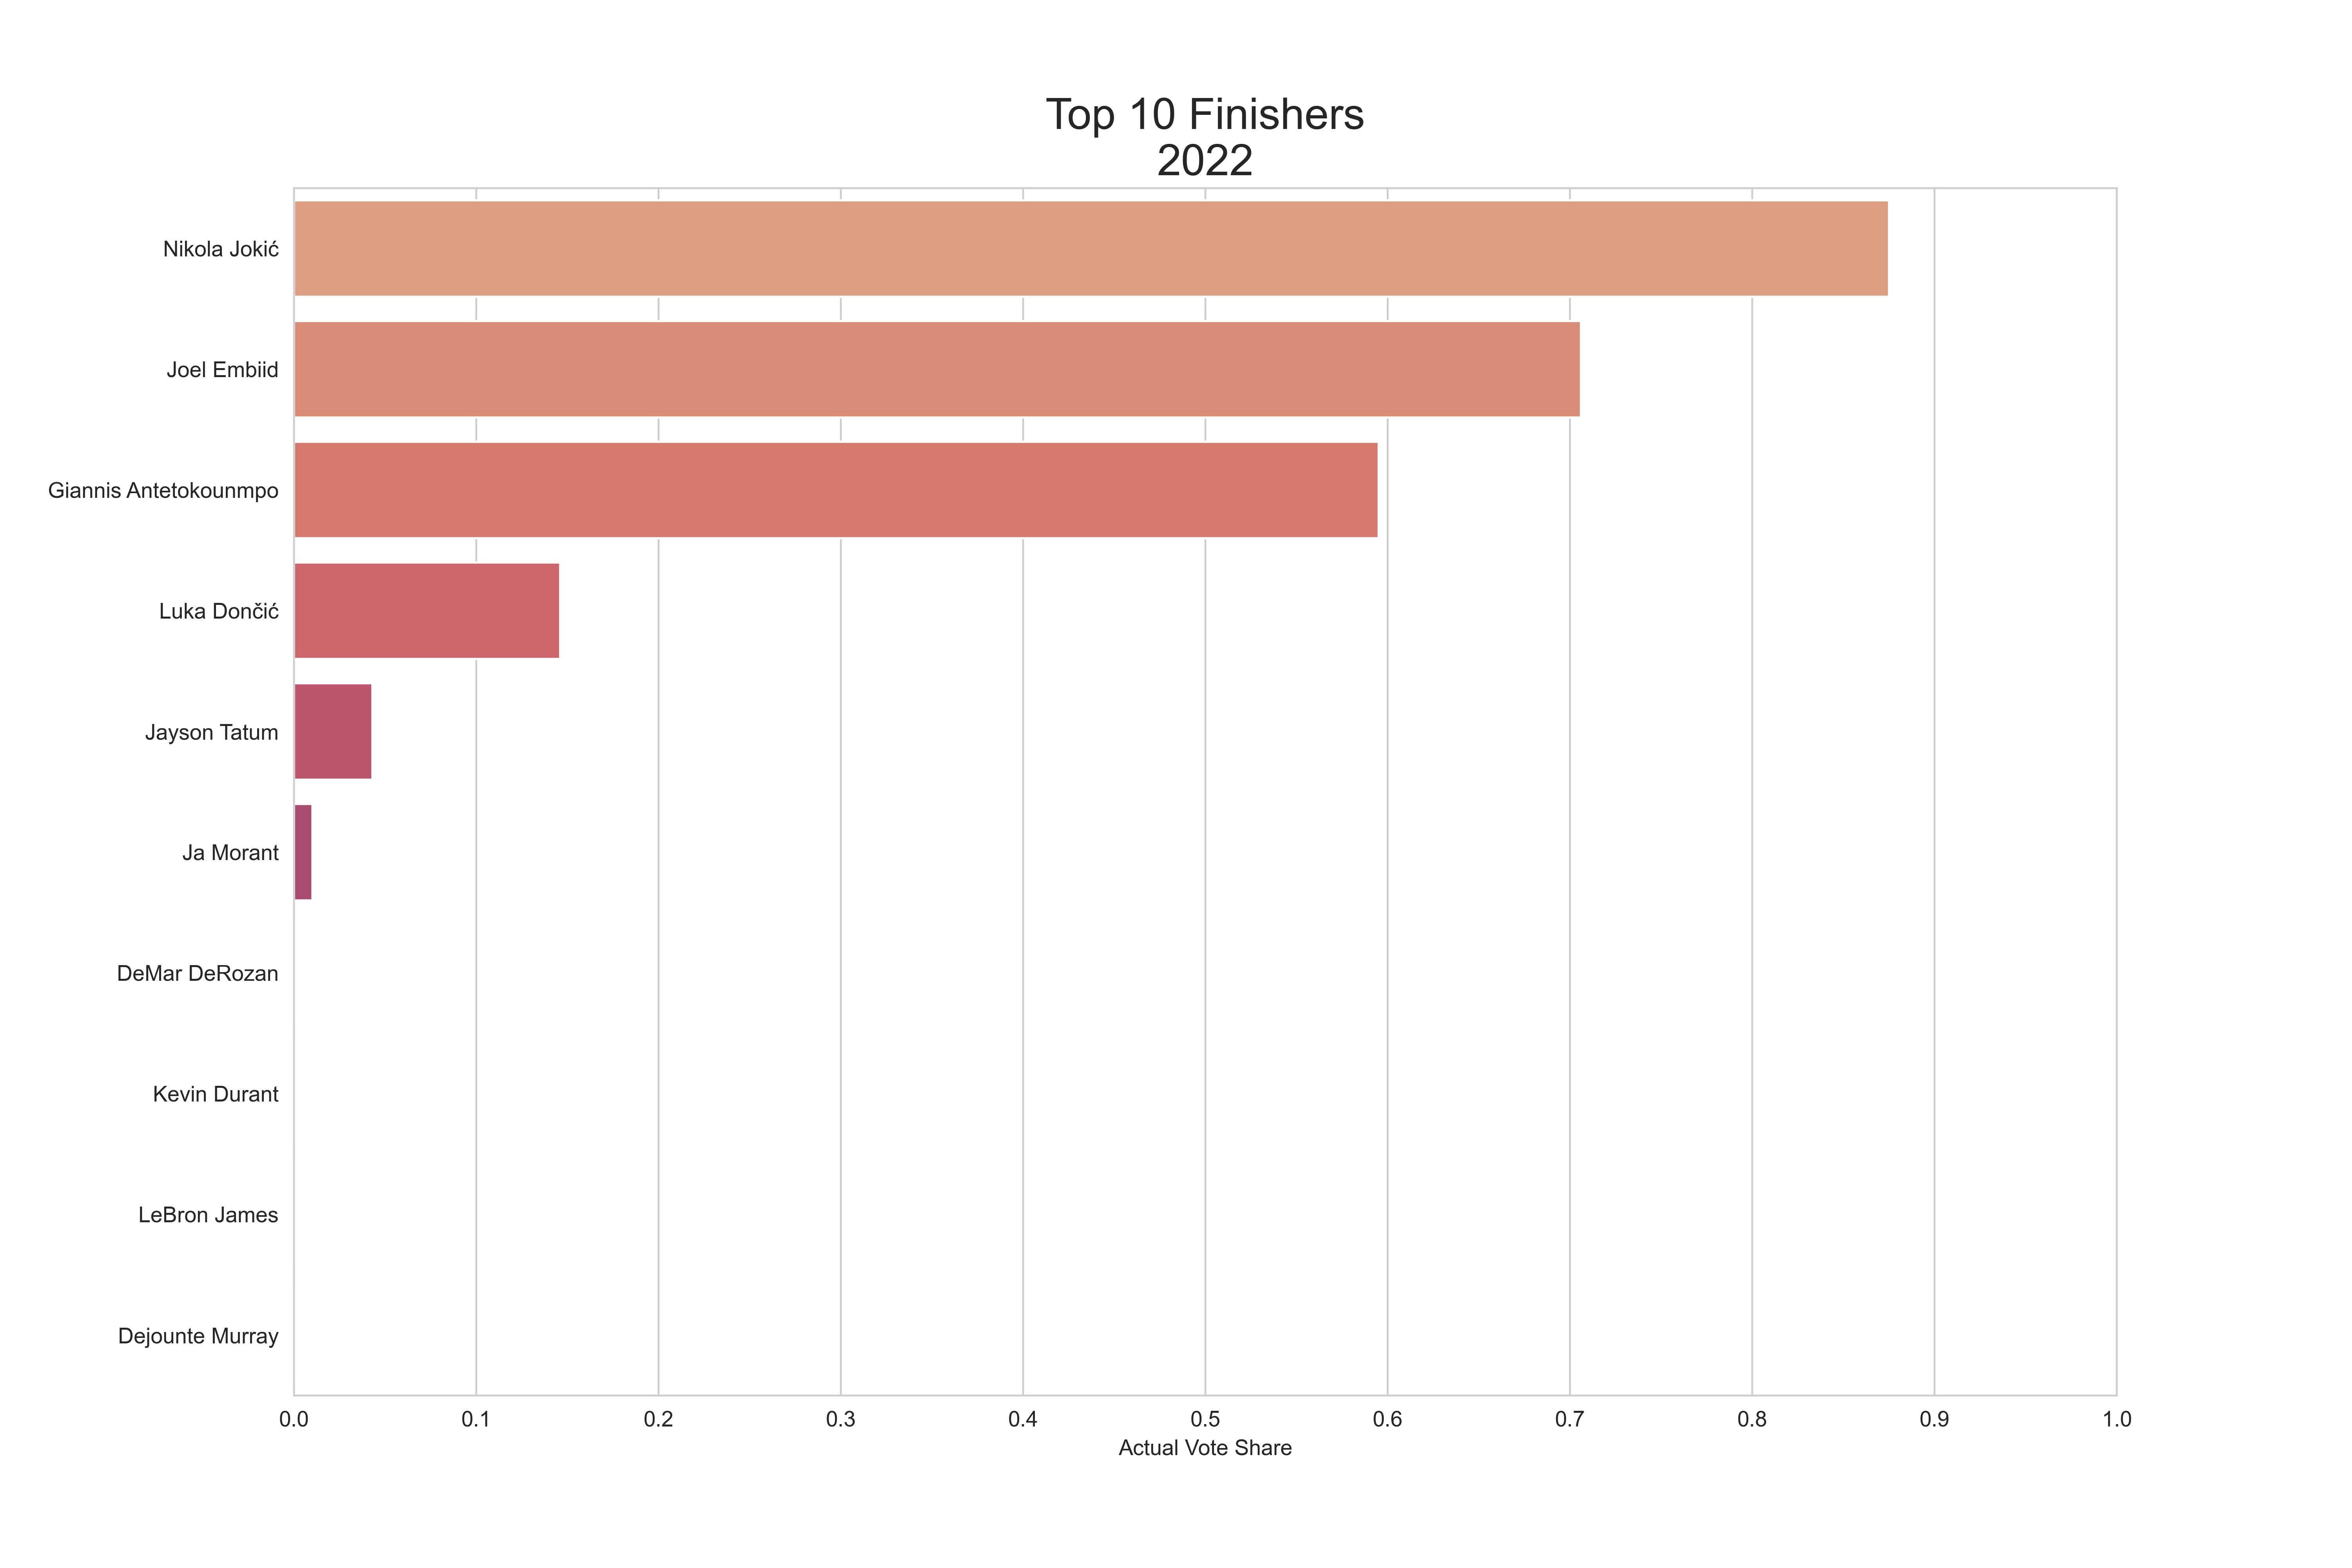 Top 10 Finishers
2022
Nikola Jokić
Joel Embiid
Giannis Antetokounmpo
Luka Dončić
Jayson Tatum
Ja Morant
DeMar DeRozan
Kevin Durant
LeBron James
Dejounte Murray
0.0 0.1 0.2 0.3 0.4 0.5 0.6 0.7 0.8 0.9 1.0
Actual Vote Share